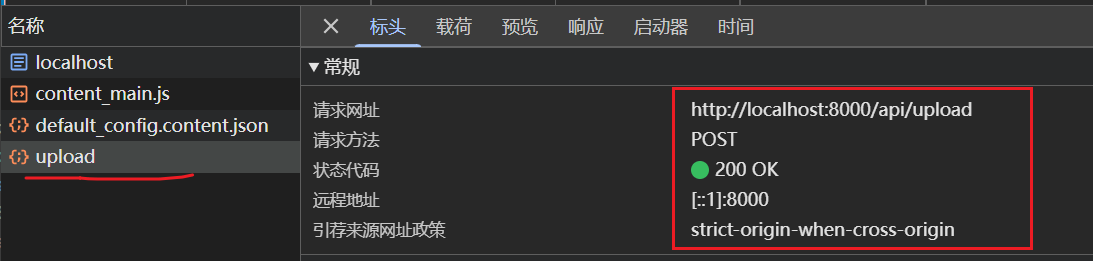 名称
标头 载荷 预览 响应 启动器 时间
localhost
content_main.js
default_config.content.json
upload
常规
请求网址 http://localhost:8000/api/upload
请求方法 POST
状态代码 200 OK
远程地址 [::1]:8000
引荐来源网址政策 strict-origin-when-cross-origin